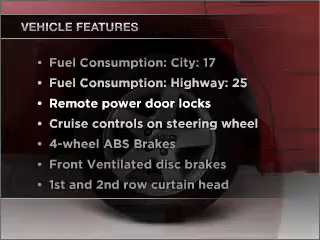 VEHICLE FEATURES
• Fuel Consumption: City: 17
• Fuel Consumption: Highway: 25
• Remote power door locks
• Cruise controls on steering wheel
• 4-wheel ABS Brakes
• Front Ventilated disc brakes
• 1st and 2nd row curtain head